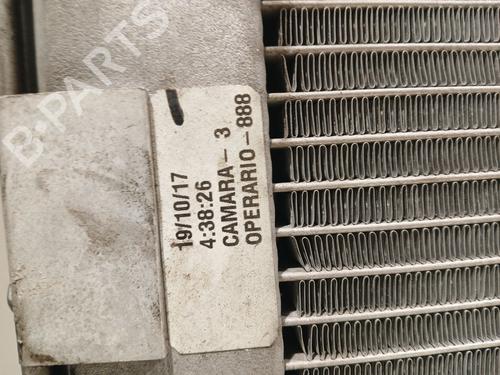 19/10/17
4:38:26
CAMARA - 3
OPERARIO - 888
B-PARTS